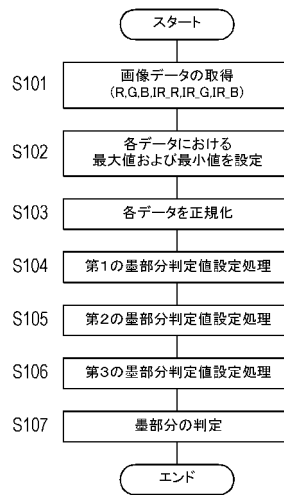 スタート
S101
画像データの取得
(R,G,B,IR_R,IR_G,IR_B)
S102
各データにおける
最大値および最小値を設定
S103
各データを正規化
S104
第1の墨部分判定値設定処理
S105
第2の墨部分判定値設定処理
S106
第3の墨部分判定値設定処理
S107
墨部分の判定
エンド